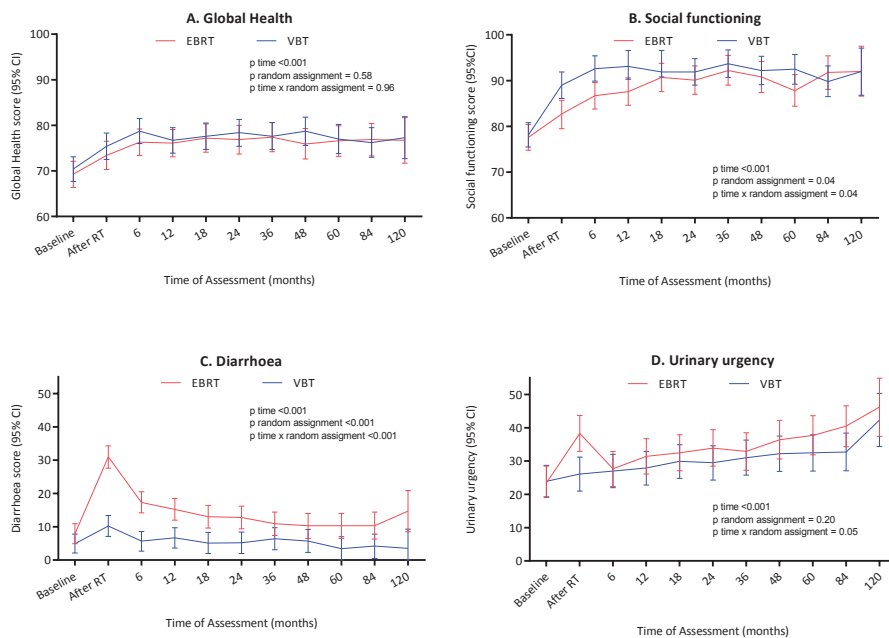 A. Global Health
EBRT VBT
p time <0.001
p random assignment = 0.58
p time x random assigment = 0.96
Global Health score (95% CI)
100
90
80
70
60
Baseline After RT 6 12 18 24 36 48 60 84 120
Time of Assessment (months)
B. Social functioning
EBRT VBT
Social functioning score (95%CI)
100
90
80
70
60
p time <0.001
p random assignment = 0.04
p time x random assigment = 0.04
Baseline After RT 6 12 18 24 36 48 60 84 120
Time of Assessment (months)
C. Diarrhoea
EBRT VBT
p time <0.001
p random assignment <0.001
p time x random assigment <0.001
Diarrhoea score (95% CI)
50
40
30
20
10
0
Baseline After RT 6 12 18 24 36 48 60 84 120
Time of Assessment (months)
D. Urinary urgency
EBRT VBT
Urinary urgency (95% CI)
50
40
30
20
10
0
p time <0.001
p random assignment = 0.20
p time x random assigment = 0.05
Baseline After RT 6 12 18 24 36 48 60 84 120
Time of Assessment (months)